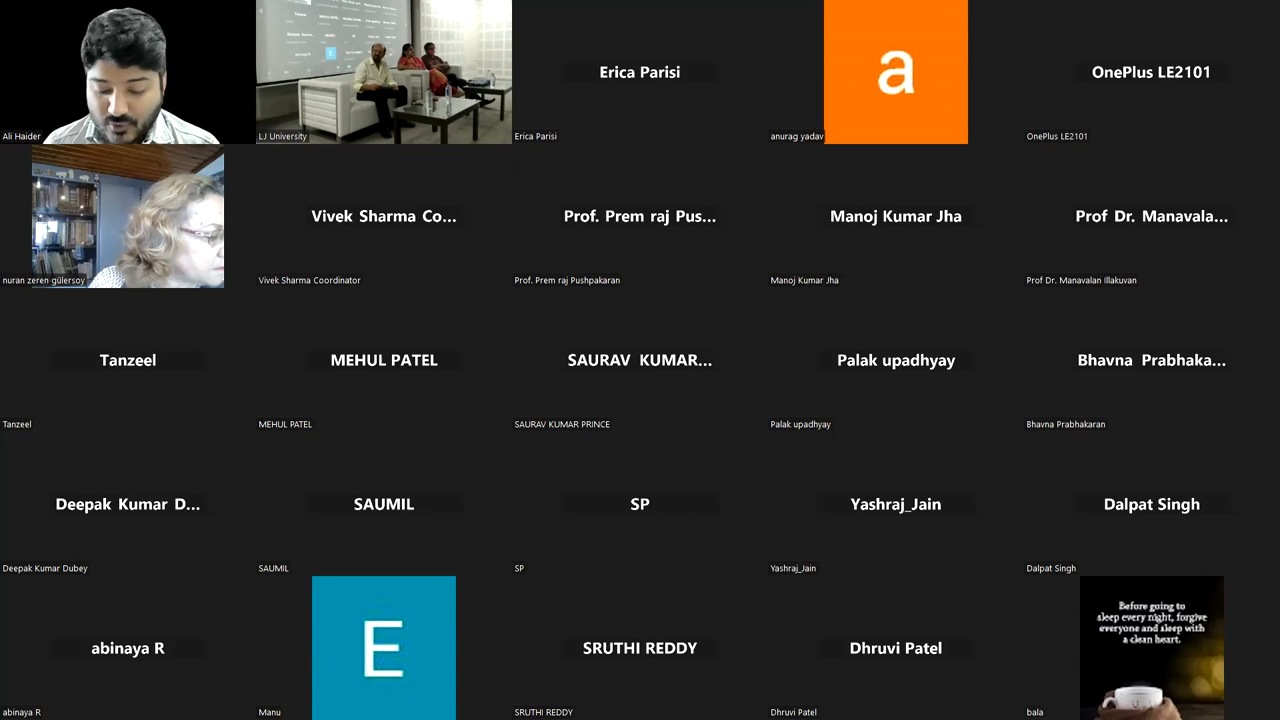 Ali Haider
LJ University
Erica Parisi
Erica Parisi
a
anurag yadav
OnePlus LE2101
OnePlus LE2101
nuran zeren gülersoy
Vivek Sharma Co...
Vivek Sharma Coordinator
Prof. Prem raj Pus...
Prof. Prem raj Pushpakaran
Manoj Kumar Jha
Manoj Kumar Jha
Prof Dr. Manavala...
Prof Dr. Manavalan Illakuvan
Tanzeel
Tanzeel
MEHUL PATEL
MEHUL PATEL
SAURAV KUMAR...
SAURAV KUMAR PRINCE
Palak upadhyay
Palak upadhyay
Bhavna Prabhaka...
Bhavna Prabhakaran
Deepak Kumar D...
Deepak Kumar Dubey
SAUMIL
SAUMIL
SP
SP
Yashraj_Jain
Yashraj_Jain
Dalpat Singh
Dalpat Singh
abinaya R
abinaya R
E
Manu
SRUTHI REDDY
SRUTHI REDDY
Dhruvi Patel
Dhruvi Patel
Before going to
sleep every night, forgive
everyone and sleep with
a clean heart.
bala